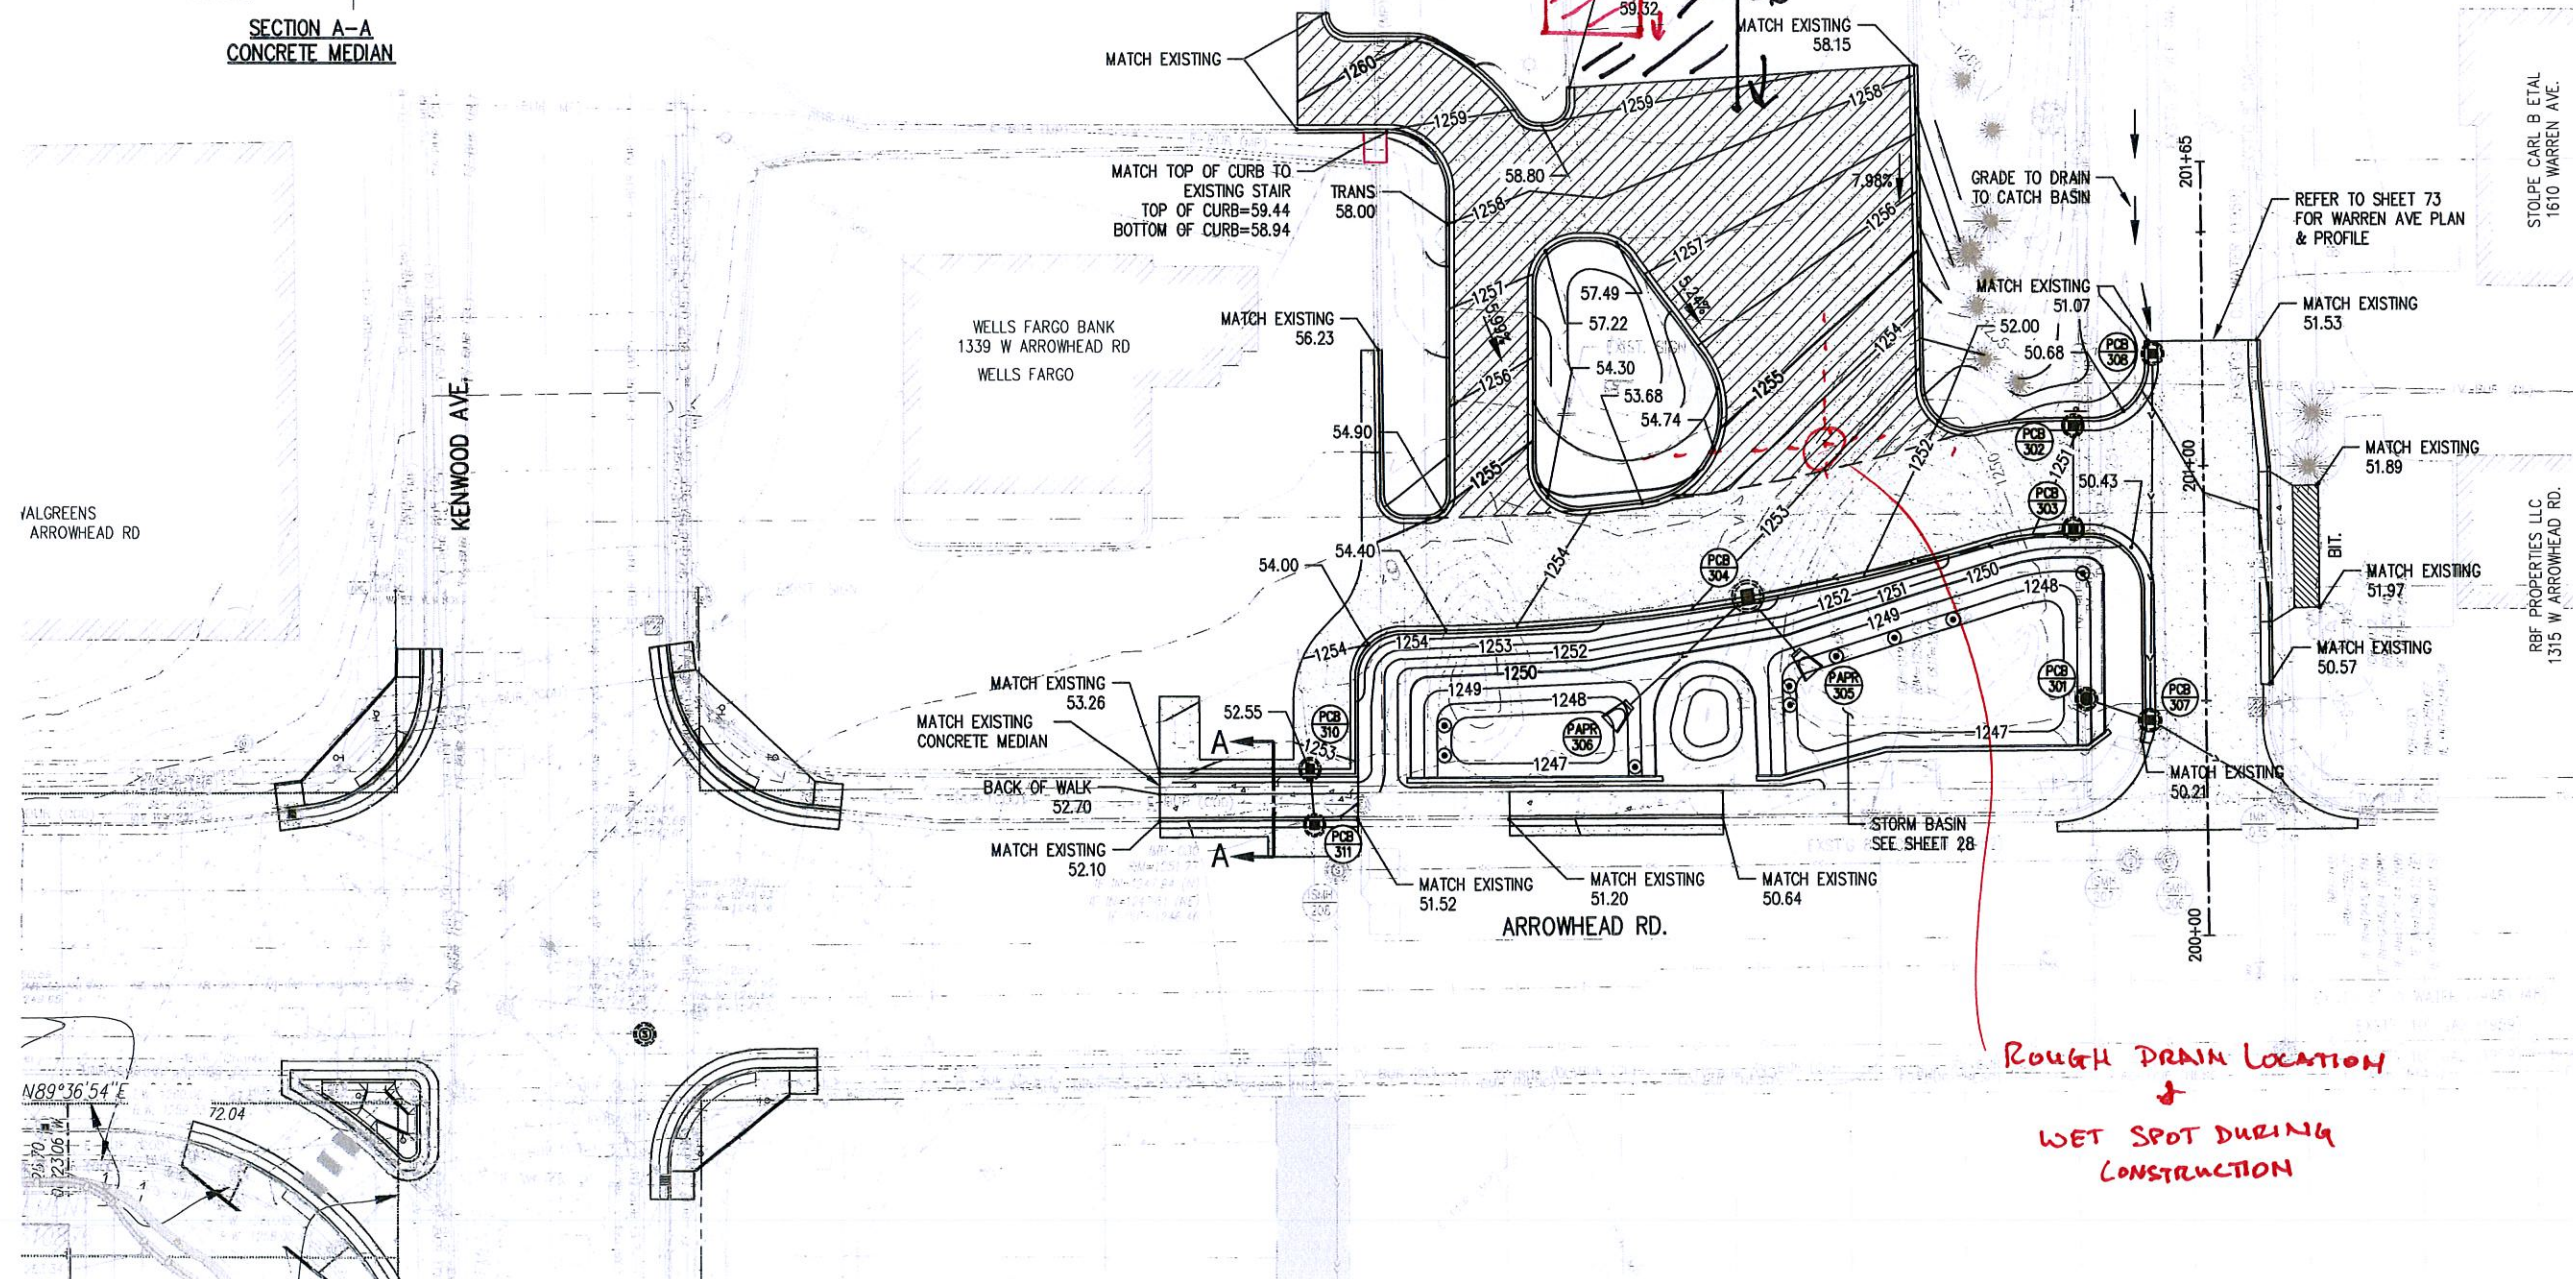 SECTION A-A
CONCRETE MEDIAN
59.32
MATCH EXISTING
58.15
MATCH EXISTING
1260
1259
1259
1258
MATCH TOP OF CURB TO
EXISTING STAIR
TOP OF CURB=59.44
BOTTOM OF CURB=58.94
TRANS
58.00
58.80
1258
7.98%
1256
GRADE TO DRAIN
TO CATCH BASIN
201+65
REFER TO SHEET 73
FOR WARREN AVE PLAN
& PROFILE
STOLPE CARL B ETAL
1610 WARREN AVE.
1257
1257
5.99%
5.24%
57.49
57.22
EXIST. SIGN
54.30
53.68
54.74
1256
1255
1254
1255
MATCH EXISTING
56.23
54.90
WELLS FARGO BANK
1339 W ARROWHEAD RD
WELLS FARGO
KENWOOD AVE.
ARROWHEAD RD
MATCH EXISTING
51.07
52.00
50.68
PCB
308
MATCH EXISTING
51.53
PCB
302
1252
1250
1251
PCB
303
50.43
201+00
MATCH EXISTING
51.89
BIT.
MATCH EXISTING
51.97
MATCH EXISTING
50.57
RBF PROPERTIES LLC
1315 W ARROWHEAD RD.
54.40
54.00
1254
1253
PCB
304
1254
1254
1253
1252
1250
1249
1248
1247
1252
1251
1250
1249
1248
1247
PAPR
306
PAPR
305
PCB
301
PCB
307
MATCH EXISTING
53.26
MATCH EXISTING
CONCRETE MEDIAN
52.55
PCB
310
1253
A
BACK OF WALK
52.70
MATCH EXISTING
52.10
A
PCB
311
MATCH EXISTING
51.52
MATCH EXISTING
51.20
MATCH EXISTING
50.64
STORM BASIN
SEE SHEET 28
MATCH EXISTING
50.21
ARROWHEAD RD.
200+00
N89°36'54"E
72.04
ROUGH DRAIN LOCATION
&
WET SPOT DURING
CONSTRUCTION